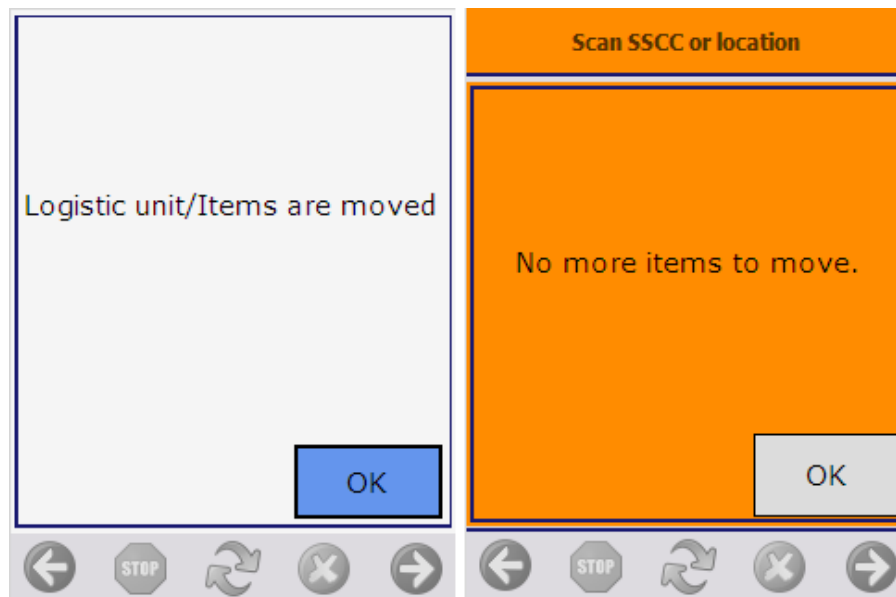 Logistic unit/Items are moved
OK
STOP
Scan SSCC or location
No more items to move.
OK
STOP